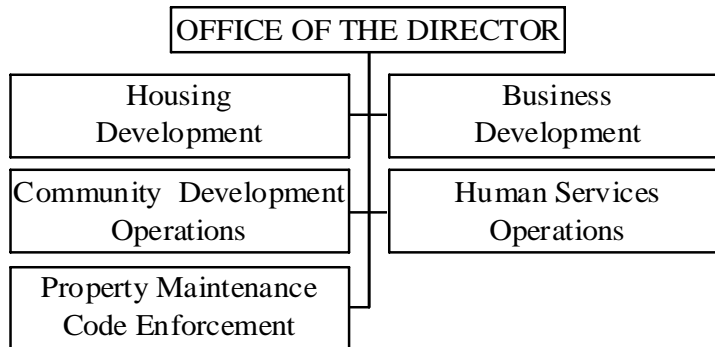 OFFICE OF THE DIRECTOR
Housing
Development
Business
Development
Community Development
Operations
Human Services
Operations
Property Maintenance
Code Enforcement